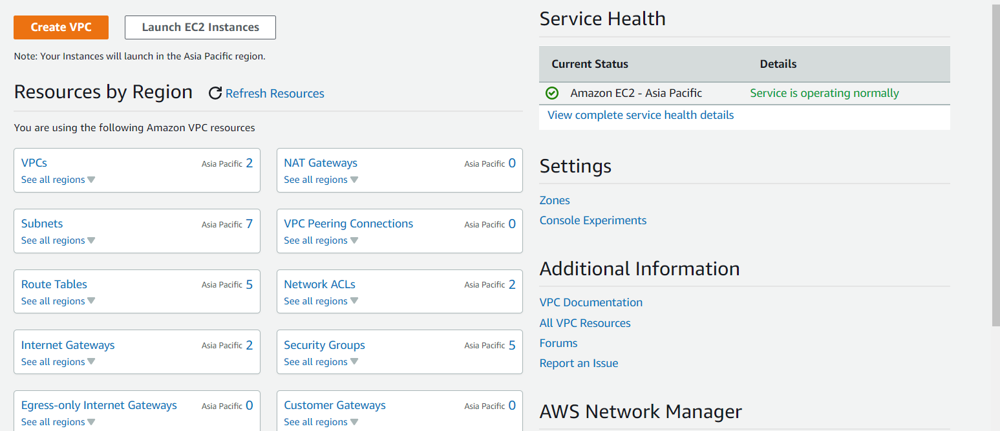 Create VPC
Launch EC2 Instances
Note: Your Instances will launch in the Asia Pacific region.
Resources by Region
Refresh Resources
You are using the following Amazon VPC resources
VPCs
Asia Pacific 2
See all regions
NAT Gateways
Asia Pacific 0
See all regions
Subnets
Asia Pacific 7
See all regions
VPC Peering Connections
Asia Pacific 0
See all regions
Route Tables
Asia Pacific 5
See all regions
Network ACLs
Asia Pacific 2
See all regions
Internet Gateways
Asia Pacific 2
See all regions
Security Groups
Asia Pacific 5
See all regions
Egress-only Internet Gateways
Asia Pacific 0
See all regions
Customer Gateways
Asia Pacific 0
See all regions
Service Health
Current Status
Details
Amazon EC2 - Asia Pacific
Service is operating normally
View complete service health details
Settings
Zones
Console Experiments
Additional Information
VPC Documentation
All VPC Resources
Forums
Report an Issue
AWS Network Manager